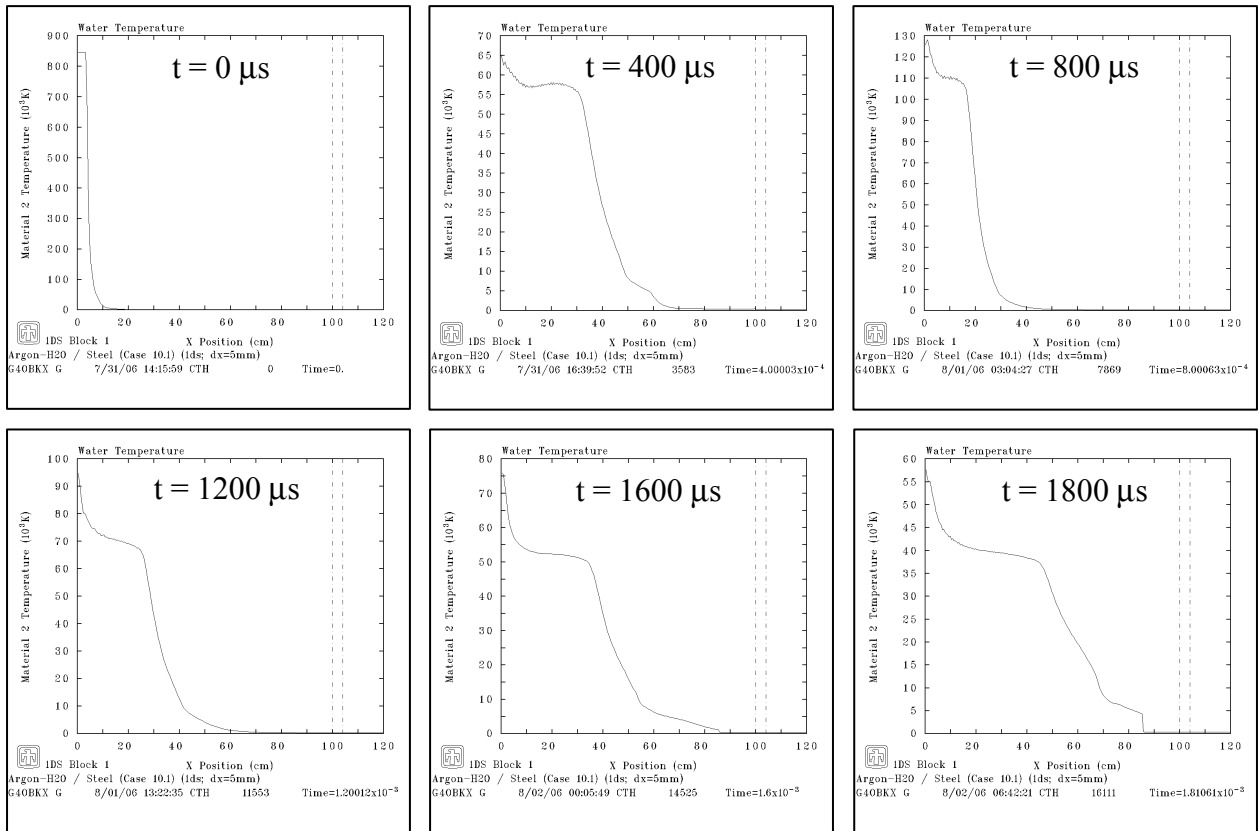 Water Temperature
t = 0 μs
Material 2 Temperature (10³K)
900
800
700
600
500
400
300
200
100
0
0 20 40 60 80 100 120
X Position (cm)
1DS Block 1
Argon-H2O / Steel (Case 10.1) (1ds; dx=5mm)
G40BKX G 7/31/06 14:15:59 CTH 0 Time=0.
Water Temperature
t = 400 μs
Material 2 Temperature (10³K)
70
65
60
55
50
45
40
35
30
25
20
15
10
5
0
0 20 40 60 80 100 120
X Position (cm)
1DS Block 1
Argon-H2O / Steel (Case 10.1) (1ds; dx=5mm)
G40BKX G 7/31/06 16:39:52 CTH 3583 Time=4.00003x10⁻⁴
Water Temperature
t = 800 μs
Material 2 Temperature (10³K)
130
120
110
100
90
80
70
60
50
40
30
20
10
0
0 20 40 60 80 100 120
X Position (cm)
1DS Block 1
Argon-H2O / Steel (Case 10.1) (1ds; dx=5mm)
G40BKX G 8/01/06 03:04:27 CTH 7869 Time=8.00063x10⁻⁴
Water Temperature
t = 1200 μs
Material 2 Temperature (10³K)
100
90
80
70
60
50
40
30
20
10
0
0 20 40 60 80 100 120
X Position (cm)
1DS Block 1
Argon-H2O / Steel (Case 10.1) (1ds; dx=5mm)
G40BKX G 8/01/06 13:22:35 CTH 11553 Time=1.20012x10⁻³
Water Temperature
t = 1600 μs
Material 2 Temperature (10³K)
80
70
60
50
40
30
20
10
0
0 20 40 60 80 100 120
X Position (cm)
1DS Block 1
Argon-H2O / Steel (Case 10.1) (1ds; dx=5mm)
G40BKX G 8/02/06 00:05:49 CTH 14525 Time=1.6x10⁻³
Water Temperature
t = 1800 μs
Material 2 Temperature (10³K)
60
55
50
45
40
35
30
25
20
15
10
5
0
0 20 40 60 80 100 120
X Position (cm)
1DS Block 1
Argon-H2O / Steel (Case 10.1) (1ds; dx=5mm)
G40BKX G 8/02/06 06:42:21 CTH 16111 Time=1.81061x10⁻³